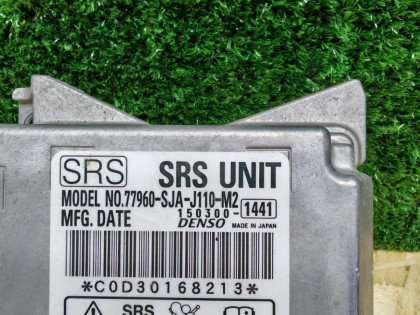 SRS SRS UNIT
MODEL NO.77960-SJA-J110-M2
150300-1441
MFG. DATE DENSO MADE IN JAPAN
*C0D30168213*
SRS